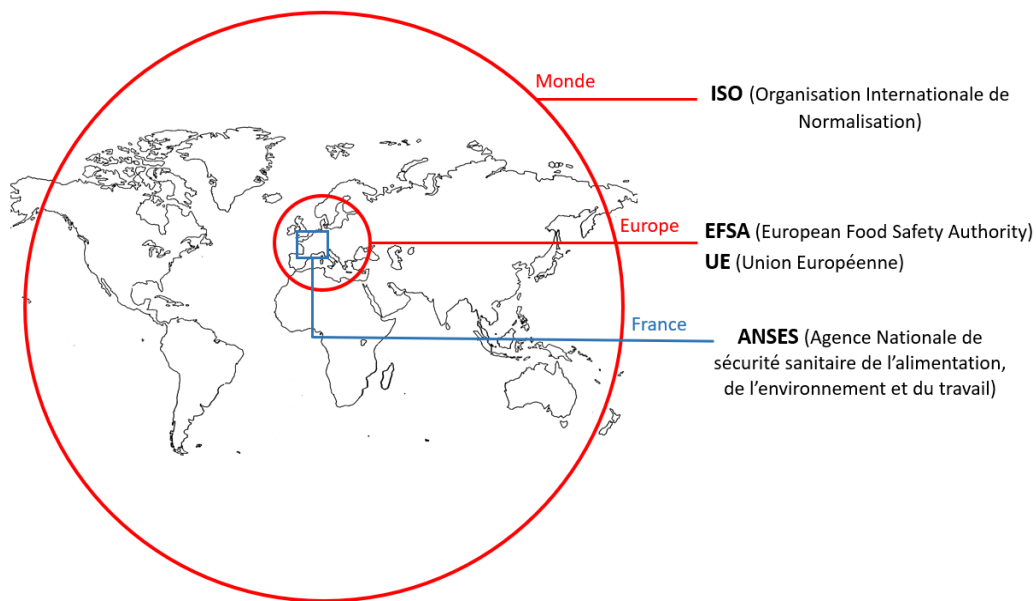 Monde
ISO (Organisation Internationale de
Normalisation)
Europe
EFSA (European Food Safety Authority)
UE (Union Européenne)
France
ANSES (Agence Nationale de
sécurité sanitaire de l’alimentation,
de l’environnement et du travail)